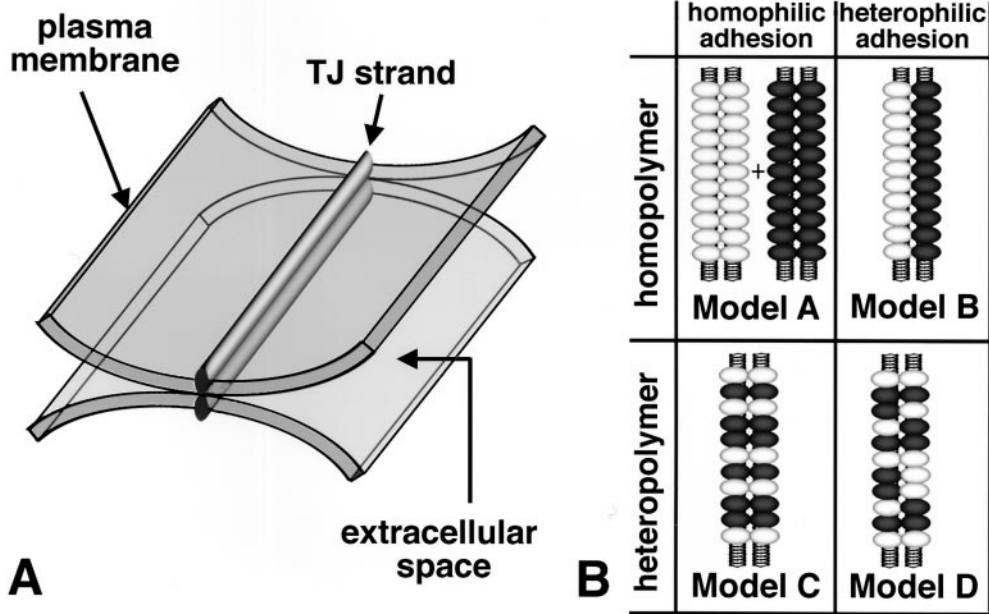 plasma
membrane
TJ strand
extracellular
space
A
homophilic
adhesion
heterophilic
adhesion
homopolymer
+
Model A
Model B
heteropolymer
Model C
Model D
B